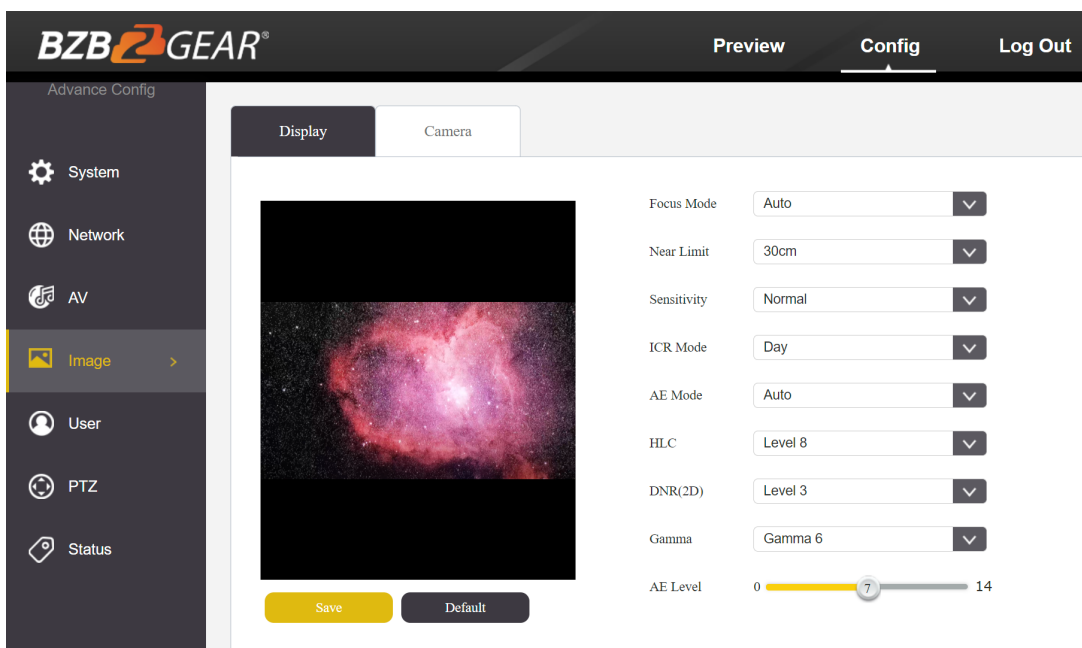 BZBGEAR®
Preview Config Log Out
Advance Config
Display Camera
System
Network
AV
Image >
User
PTZ
Status
Focus Mode Auto
Near Limit 30cm
Sensitivity Normal
ICR Mode Day
AE Mode Auto
HLC Level 8
DNR(2D) Level 3
Gamma Gamma 6
AE Level 0 7 14
Save Default